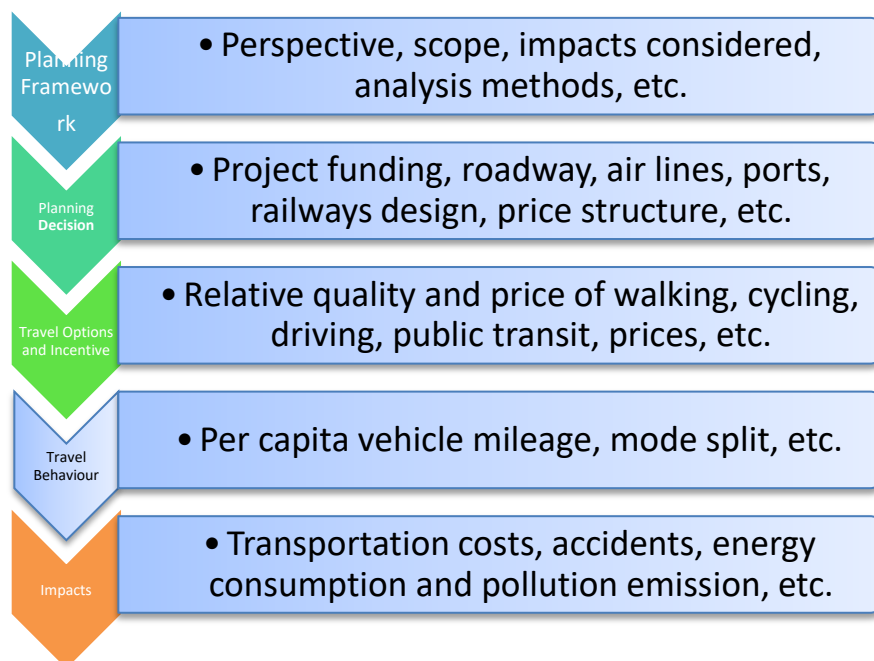 Planning
Framewo
rk
• Perspective, scope, impacts considered,
analysis methods, etc.
Planning
Decision
• Project funding, roadway, air lines, ports,
railways design, price structure, etc.
Travel Options
and Incentive
• Relative quality and price of walking, cycling,
driving, public transit, prices, etc.
Travel
Behaviour
• Per capita vehicle mileage, mode split, etc.
Impacts
• Transportation costs, accidents, energy
consumption and pollution emission, etc.